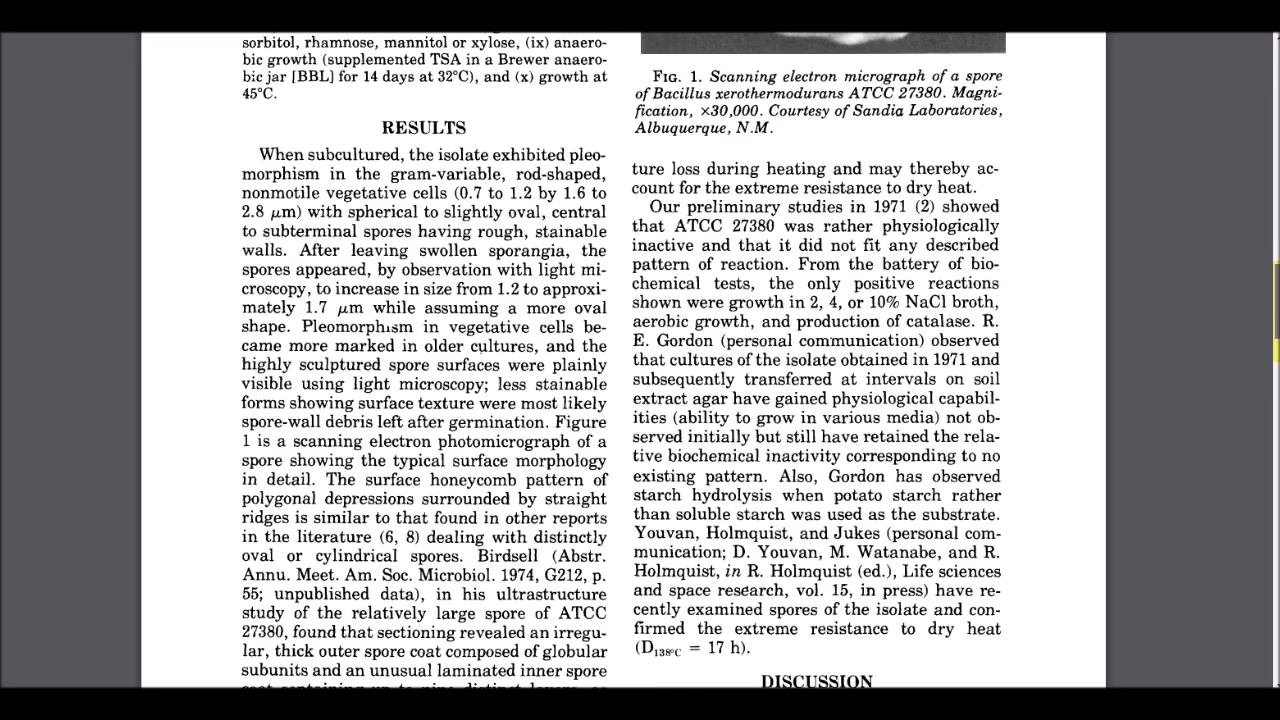 sorbitol, rhamnose, mannitol or xylose, (ix) anaero-
bic growth (supplemented TSA in a Brewer anaero-
bic jar [BBL] for 14 days at 32°C), and (x) growth at
45°C.
RESULTS
When subcultured, the isolate exhibited pleo-
morphism in the gram-variable, rod-shaped,
nonmotile vegetative cells (0.7 to 1.2 by 1.6 to
2.8 μm) with spherical to slightly oval, central
to subterminal spores having rough, stainable
walls. After leaving swollen sporangia, the
spores appeared, by observation with light mi-
croscopy, to increase in size from 1.2 to approxi-
mately 1.7 μm while assuming a more oval
shape. Pleomorphism in vegetative cells be-
came more marked in older cultures, and the
highly sculptured spore surfaces were plainly
visible using light microscopy; less stainable
forms showing surface texture were most likely
spore-wall debris left after germination. Figure
1 is a scanning electron photomicrograph of a
spore showing the typical surface morphology
in detail. The surface honeycomb pattern of
polygonal depressions surrounded by straight
ridges is similar to that found in other reports
in the literature (6, 8) dealing with distinctly
oval or cylindrical spores. Birdsell (Abstr.
Annu. Meet. Am. Soc. Microbiol. 1974, G212, p.
55; unpublished data), in his ultrastructure
study of the relatively large spore of ATCC
27380, found that sectioning revealed an irregu-
lar, thick outer spore coat composed of globular
subunits and an unusual laminated inner spore
FIG. 1. Scanning electron micrograph of a spore
of Bacillus xerothermodurans ATCC 27380. Magni-
fication, ×30,000. Courtesy of Sandia Laboratories,
Albuquerque, N.M.
ture loss during heating and may thereby ac-
count for the extreme resistance to dry heat.
Our preliminary studies in 1971 (2) showed
that ATCC 27380 was rather physiologically
inactive and that it did not fit any described
pattern of reaction. From the battery of bio-
chemical tests, the only positive reactions
shown were growth in 2, 4, or 10% NaCl broth,
aerobic growth, and production of catalase. R.
E. Gordon (personal communication) observed
that cultures of the isolate obtained in 1971 and
subsequently transferred at intervals on soil
extract agar have gained physiological capabil-
ities (ability to grow in various media) not ob-
served initially but still have retained the rela-
tive biochemical inactivity corresponding to no
existing pattern. Also, Gordon has observed
starch hydrolysis when potato starch rather
than soluble starch was used as the substrate.
Youvan, Holmquist, and Jukes (personal com-
munication; D. Youvan, M. Watanabe, and R.
Holmquist, in R. Holmquist (ed.), Life sciences
and space research, vol. 15, in press) have re-
cently examined spores of the isolate and con-
firmed the extreme resistance to dry heat
(D138°C = 17 h).
DISCUSSION